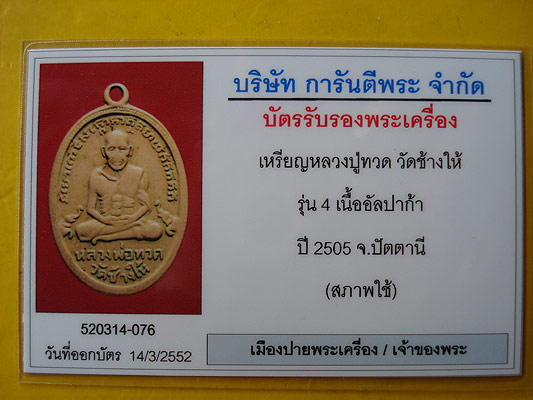 บริษัท การันตีพระ จำกัด
บัตรรับรองพระเครื่อง
เหรียญหลวงปู่ทวด วัดช้างให้
รุ่น 4 เนื้ออัลปาก้า
ปี 2505 จ.ปัตตานี
(สภาพใช้)
หลวงพ่อทวด
วัดช้างให้
520314-076
วันที่ออกบัตร 14/3/2552
เมืองปายพระเครื่อง / เจ้าของพระ